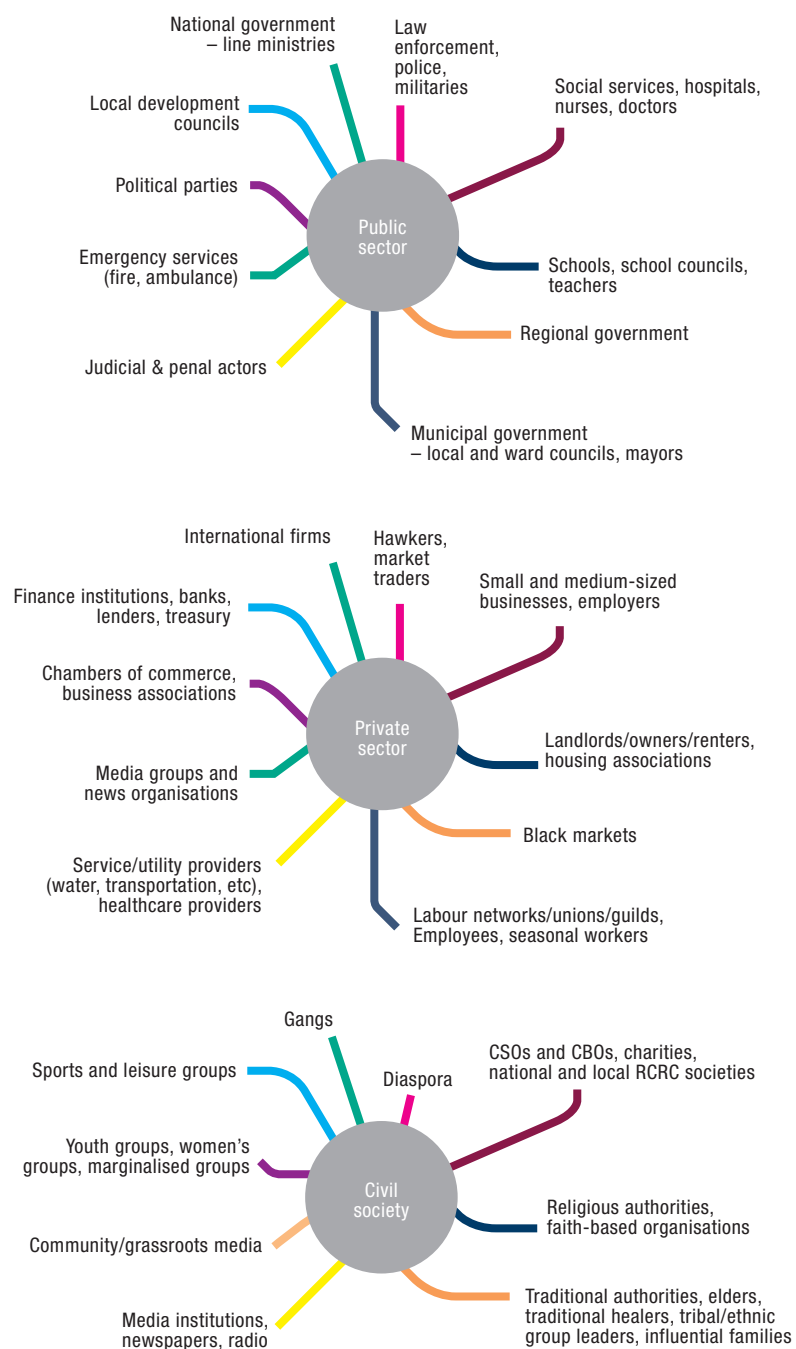 National government
– line ministries
Law
enforcement,
police,
militaries
Social services, hospitals,
nurses, doctors
Local development
councils
Political parties
Public
sector
Emergency services
(fire, ambulance)
Schools, school councils,
teachers
Regional government
Judicial & penal actors
Municipal government
– local and ward councils, mayors
International firms
Hawkers,
market
traders
Small and medium-sized
businesses, employers
Finance institutions, banks,
lenders, treasury
Chambers of commerce,
business associations
Private
sector
Landlords/owners/renters,
housing associations
Media groups and
news organisations
Black markets
Service/utility providers
(water, transportation, etc),
healthcare providers
Labour networks/unions/guilds,
Employees, seasonal workers
Gangs
Diaspora
CSOs and CBOs, charities,
national and local RCRC societies
Sports and leisure groups
Youth groups, women's
groups, marginalised groups
Civil
society
Religious authorities,
faith-based organisations
Community/grassroots media
Traditional authorities, elders,
traditional healers, tribal/ethnic
group leaders, influential families
Media institutions,
newspapers, radio